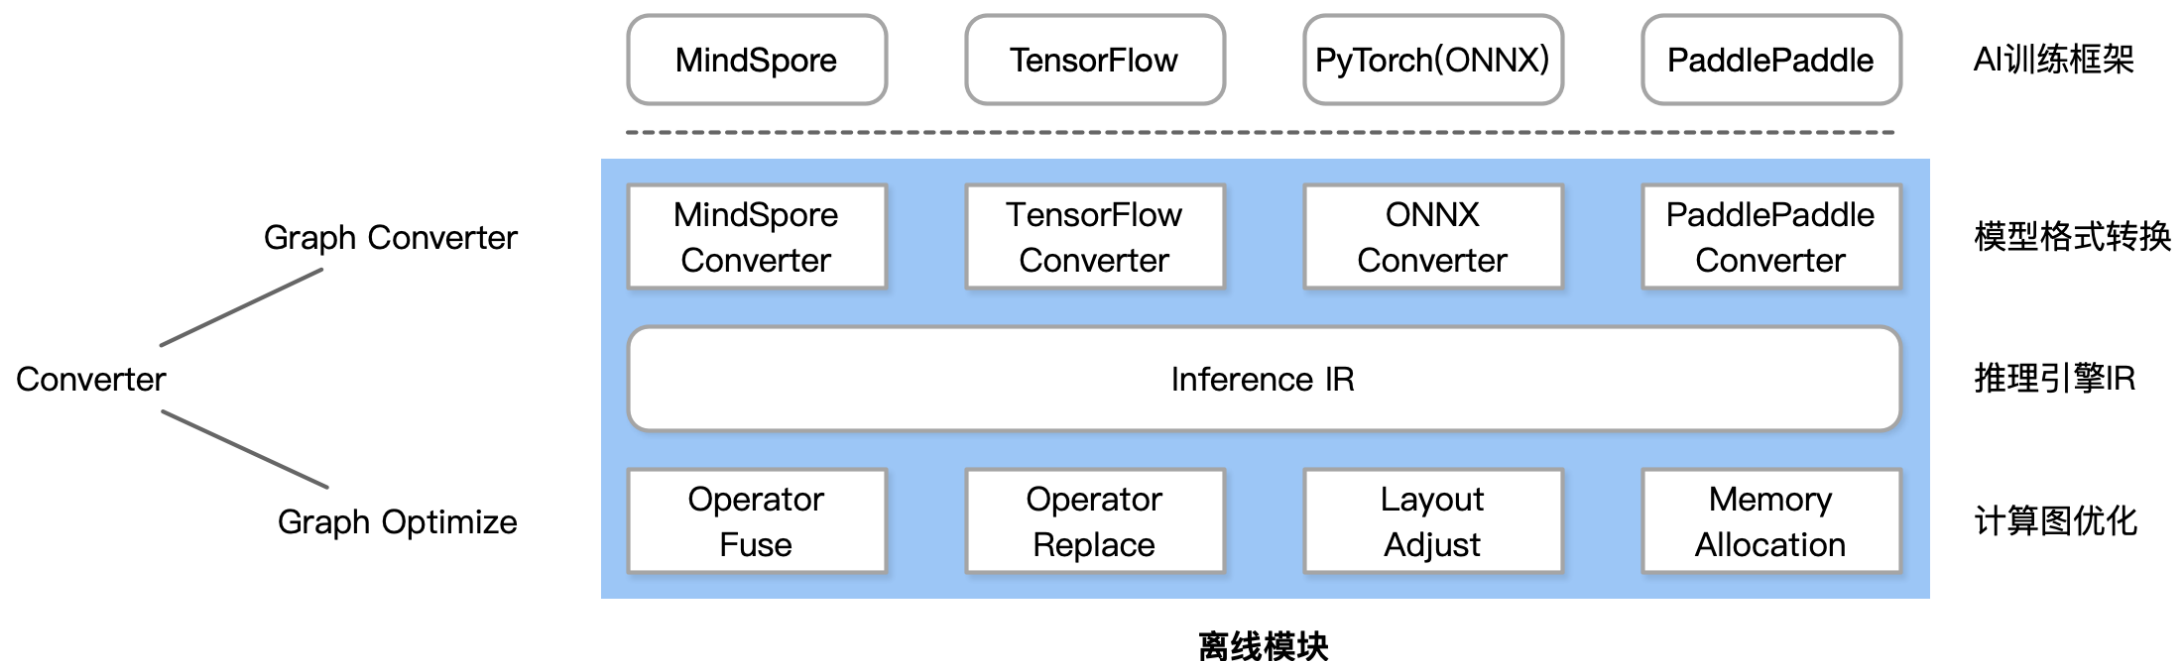 MindSpore
TensorFlow
PyTorch(ONNX)
PaddlePaddle
AI训练框架
Graph Converter
MindSpore
Converter
TensorFlow
Converter
ONNX
Converter
PaddlePaddle
Converter
模型格式转换
Converter
Inference IR
推理引擎IR
Graph Optimize
Operator
Fuse
Operator
Replace
Layout
Adjust
Memory
Allocation
计算图优化
离线模块